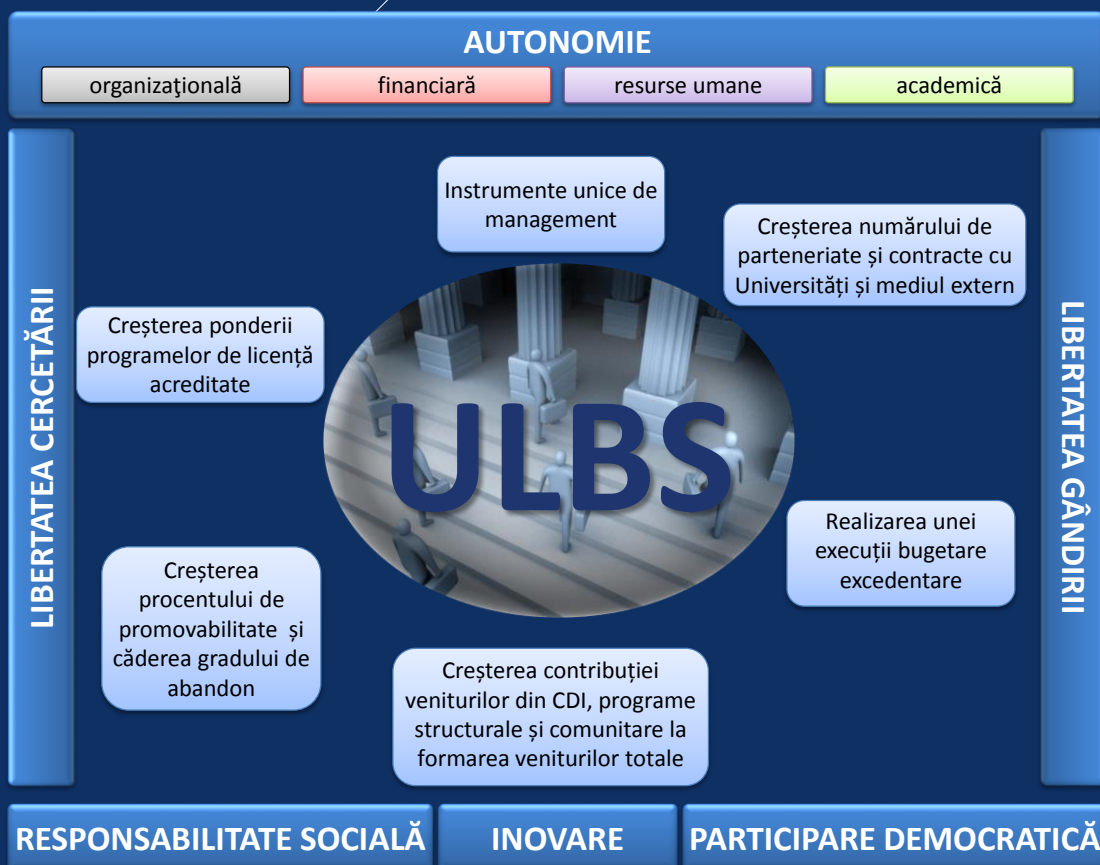 AUTONOMIE
organizaţională
financiară
resurse umane
academică
LIBERTATEA CERCETĂRII
Instrumente unice de
management
Creșterea numărului de
parteneriate și contracte cu
Universități și mediul extern
Creșterea ponderii
programelor de licență
acreditate
ULBS
Realizarea unei
execuții bugetare
excedentare
Creșterea
procentului de
promovabilitate și
căderea gradului de
abandon
Creșterea contribuției
veniturilor din CDI, programe
structurale și comunitare la
formarea veniturilor totale
LIBERTATEA GÂNDIRII
RESPONSABILITATE SOCIALĂ
INOVARE
PARTICIPARE DEMOCRATICĂ